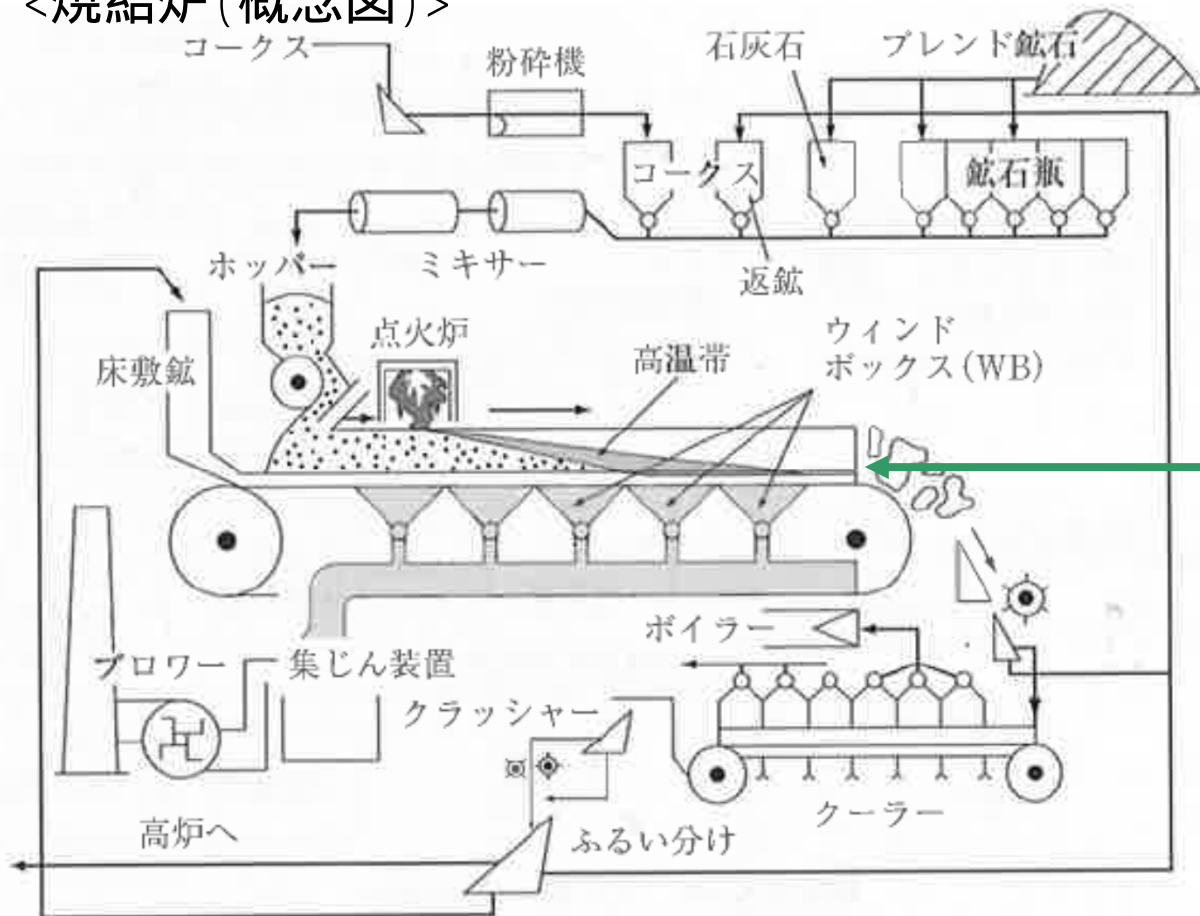 <焼結炉(概念図)>
コークス
粉砕機
石灰石
ブレンド鉱石
コークス
鉱石瓶
ホッパー
ミキサー
返鉱
点火炉
床敷鉱
高温帯
ウィンド
ボックス(WB)
ボイラー
ブロワー
集じん装置
クラッシャー
クーラー
高炉へ
ふるい分け